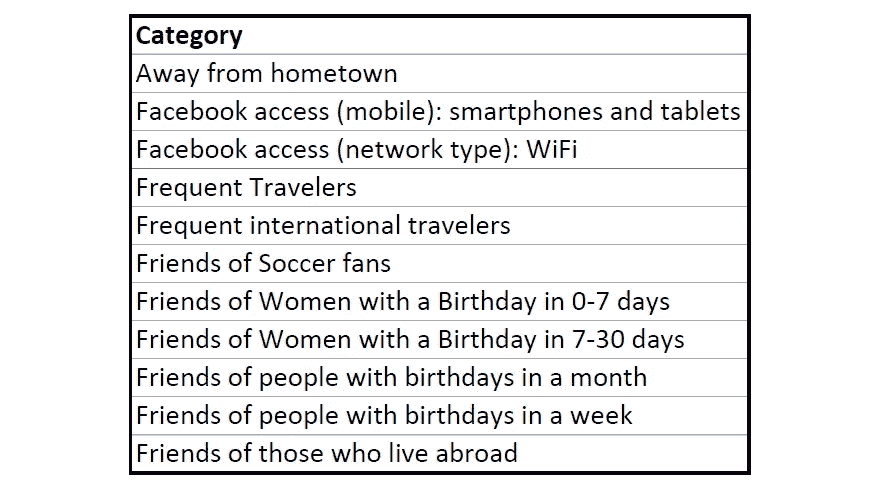 Category
Away from hometown
Facebook access (mobile): smartphones and tablets
Facebook access (network type): WiFi
Frequent Travelers
Frequent international travelers
Friends of Soccer fans
Friends of Women with a Birthday in 0-7 days
Friends of Women with a Birthday in 7-30 days
Friends of people with birthdays in a month
Friends of people with birthdays in a week
Friends of those who live abroad